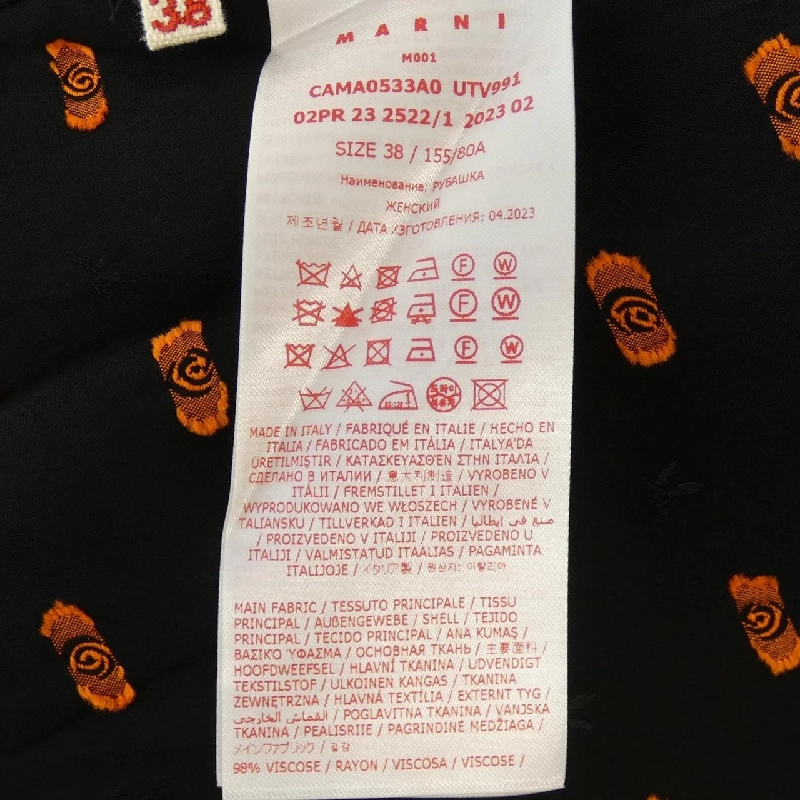 38
MARNI
M001
CAMA0533A0 UTV991
02PR 23 2522/1 2023 02
SIZE 38 / 155/80A
Наименование, РУБАШКА
ЖЕНСКИЙ
제조년월 / ДАТА ИЗГОТОВЛЕНИЯ: 04.2023
F W
F W
F W
MADE IN ITALY / FABRIQUÉ EN ITALIE / HECHO EN
ITALIA / FABRICADO EM ITÁLIA / ITALYA'DA
ÜRETILMIŞTIR / ΚΑΤΑΣΚΕΥΑΣΘΈΝ ΣΤΗΝ ΙΤΑΛΊΑ /
СДЕЛАНО В ИТАЛИИ / 意大利制造 / VYROBENO V
ITÁLII / FREMSTILLET I ITALIEN /
WYPRODUKOWANO WE WŁOSZECH / VYROBENÉ V
TALIANSKU / TILLVERKAD I ITALIEN / صنع في إيطاليا
/ PROIZVEDENO V ITALIJI / PROIZVEDENO U
ITALIJI / VALMISTATUD ITAALIAS / PAGAMINTA
ITALIJOJE / イタリア製 / 원산지: 이탈리아
MAIN FABRIC / TESSUTO PRINCIPALE / TISSU
PRINCIPAL / AUßENGEWEBE / SHELL / TEJIDO
PRINCIPAL / TECIDO PRINCIPAL / ANA KUMAŞ /
ΒΑΣΙΚΌ ΎΦΑΣΜΑ / ОСНОВНАЯ ТКАНЬ / 主要面料 /
HOOFDWEEFSEL / HLAVNÍ TKANINA / UDVENDIGT
TEKSTILSTOF / ULKOINEN KANGAS / TKANINA
ZEWNĘTRZNA / HLAVNÁ TEXTÍLIA / EXTERNT TYG /
القماش الخارجي / POGLAVITNA TKANINA / VANJSKA
TKANINA / PEALISRIIE / PAGRINDINĖ MEDŽIAGA /
メインファブリック / 겉감
98% VISCOSE / RAYON / VISCOSA / VISCOSE /